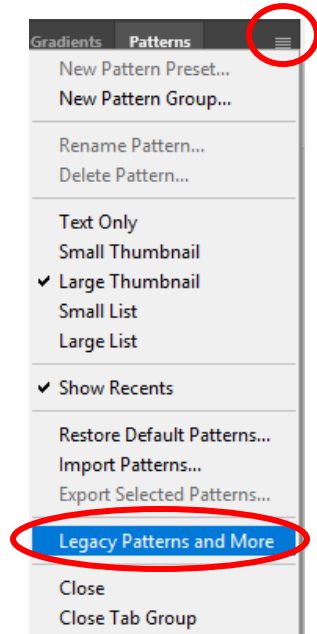 Gradients Patterns
New Pattern Preset...
New Pattern Group...
Rename Pattern...
Delete Pattern...
Text Only
Small Thumbnail
Large Thumbnail
Small List
Large List
Show Recents
Restore Default Patterns...
Import Patterns...
Export Selected Patterns...
Legacy Patterns and More
Close
Close Tab Group